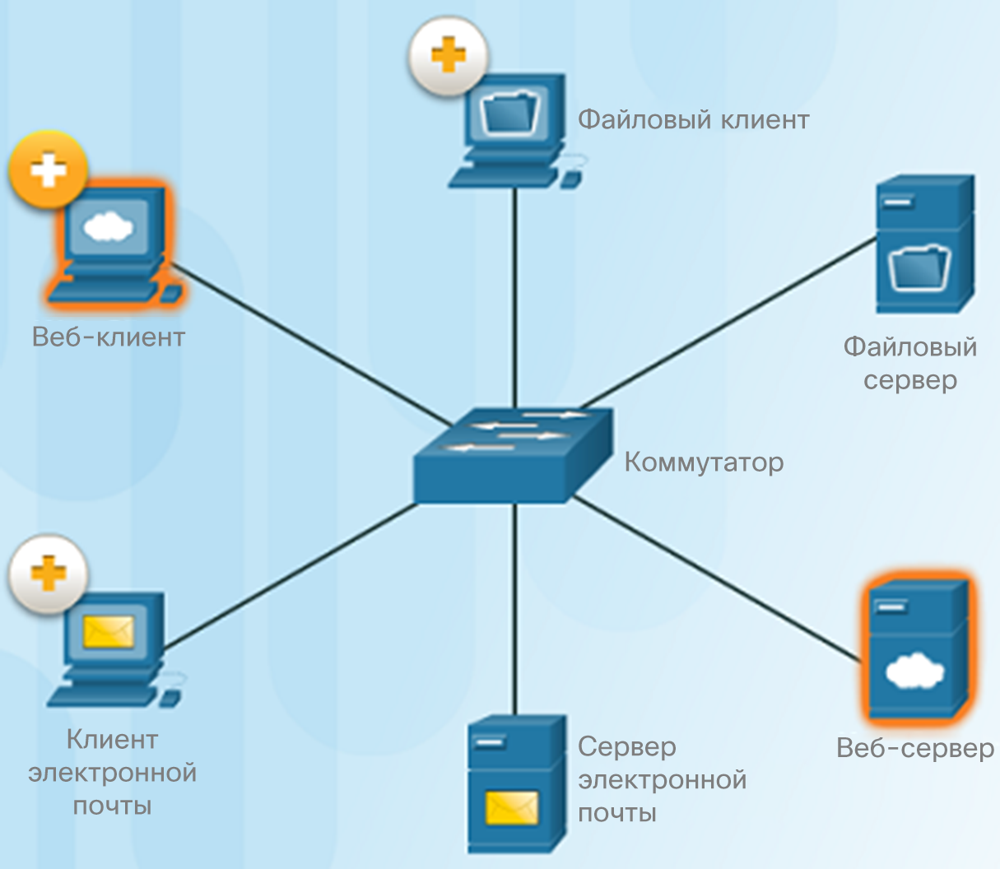 Файловый клиент
Веб-клиент
Файловый
сервер
Коммутатор
Клиент
электронной
почты
Сервер
электронной
почты
Веб-сервер